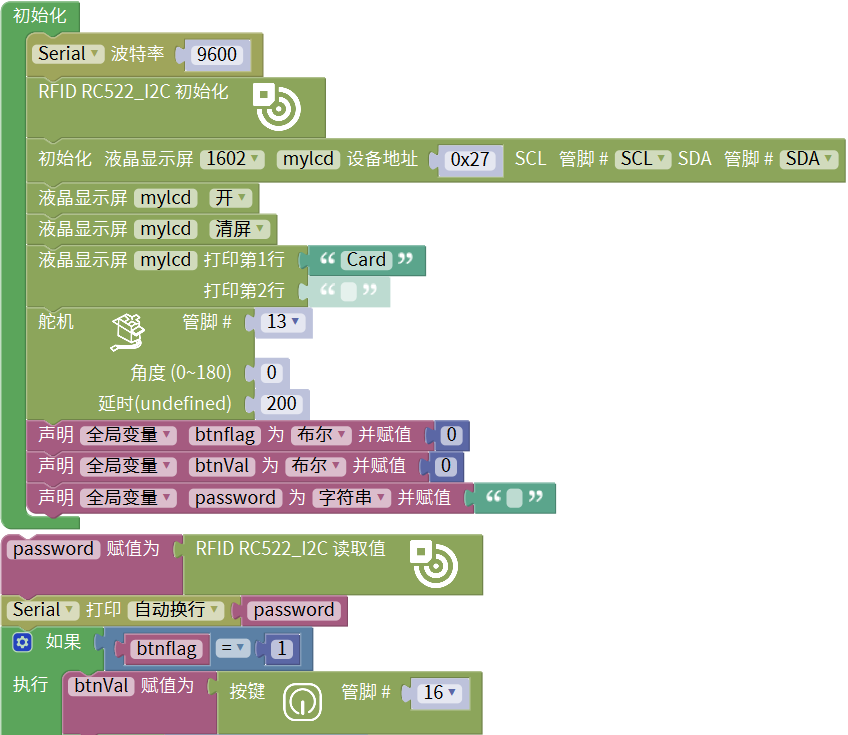 初始化
Serial 波特率 9600
RFID RC522_I2C 初始化
初始化 液晶显示屏 1602 mylcd 设备地址 0x27 SCL 管脚 # SCL SDA 管脚 # SDA
液晶显示屏 mylcd 开
液晶显示屏 mylcd 清屏
液晶显示屏 mylcd 打印第1行 “ Card ”
打印第2行 “ ”
舵机 管脚 # 13
角度 (0~180) 0
延时(undefined) 200
声明 全局变量 btnflag 为 布尔 并赋值 0
声明 全局变量 btnVal 为 布尔 并赋值 0
声明 全局变量 password 为 字符串 并赋值 “ ”
password 赋值为 RFID RC522_I2C 读取值
Serial 打印 自动换行 password
如果 btnflag = 1
执行 btnVal 赋值为 按键 管脚 # 16